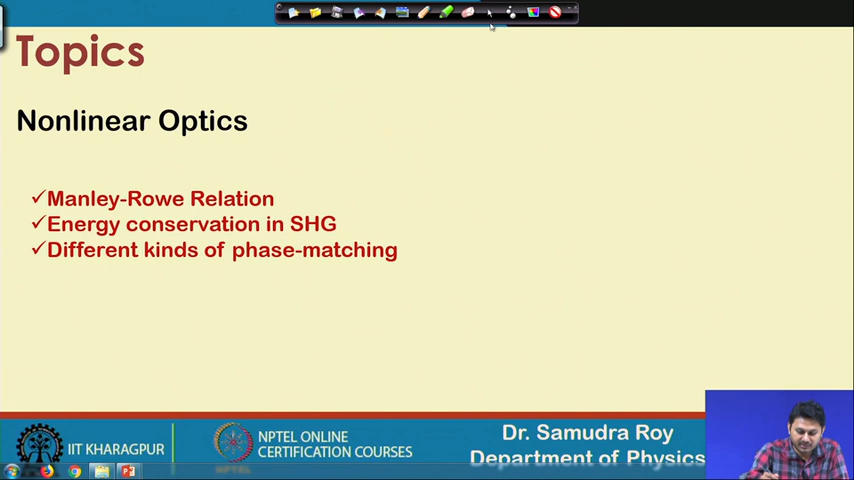 Topics
Nonlinear Optics
✓Manley-Rowe Relation
✓Energy conservation in SHG
✓Different kinds of phase-matching
IIT KHARAGPUR
NPTEL ONLINE
CERTIFICATION COURSES
NPTEL
Dr. Samudra Roy
Department of Physics